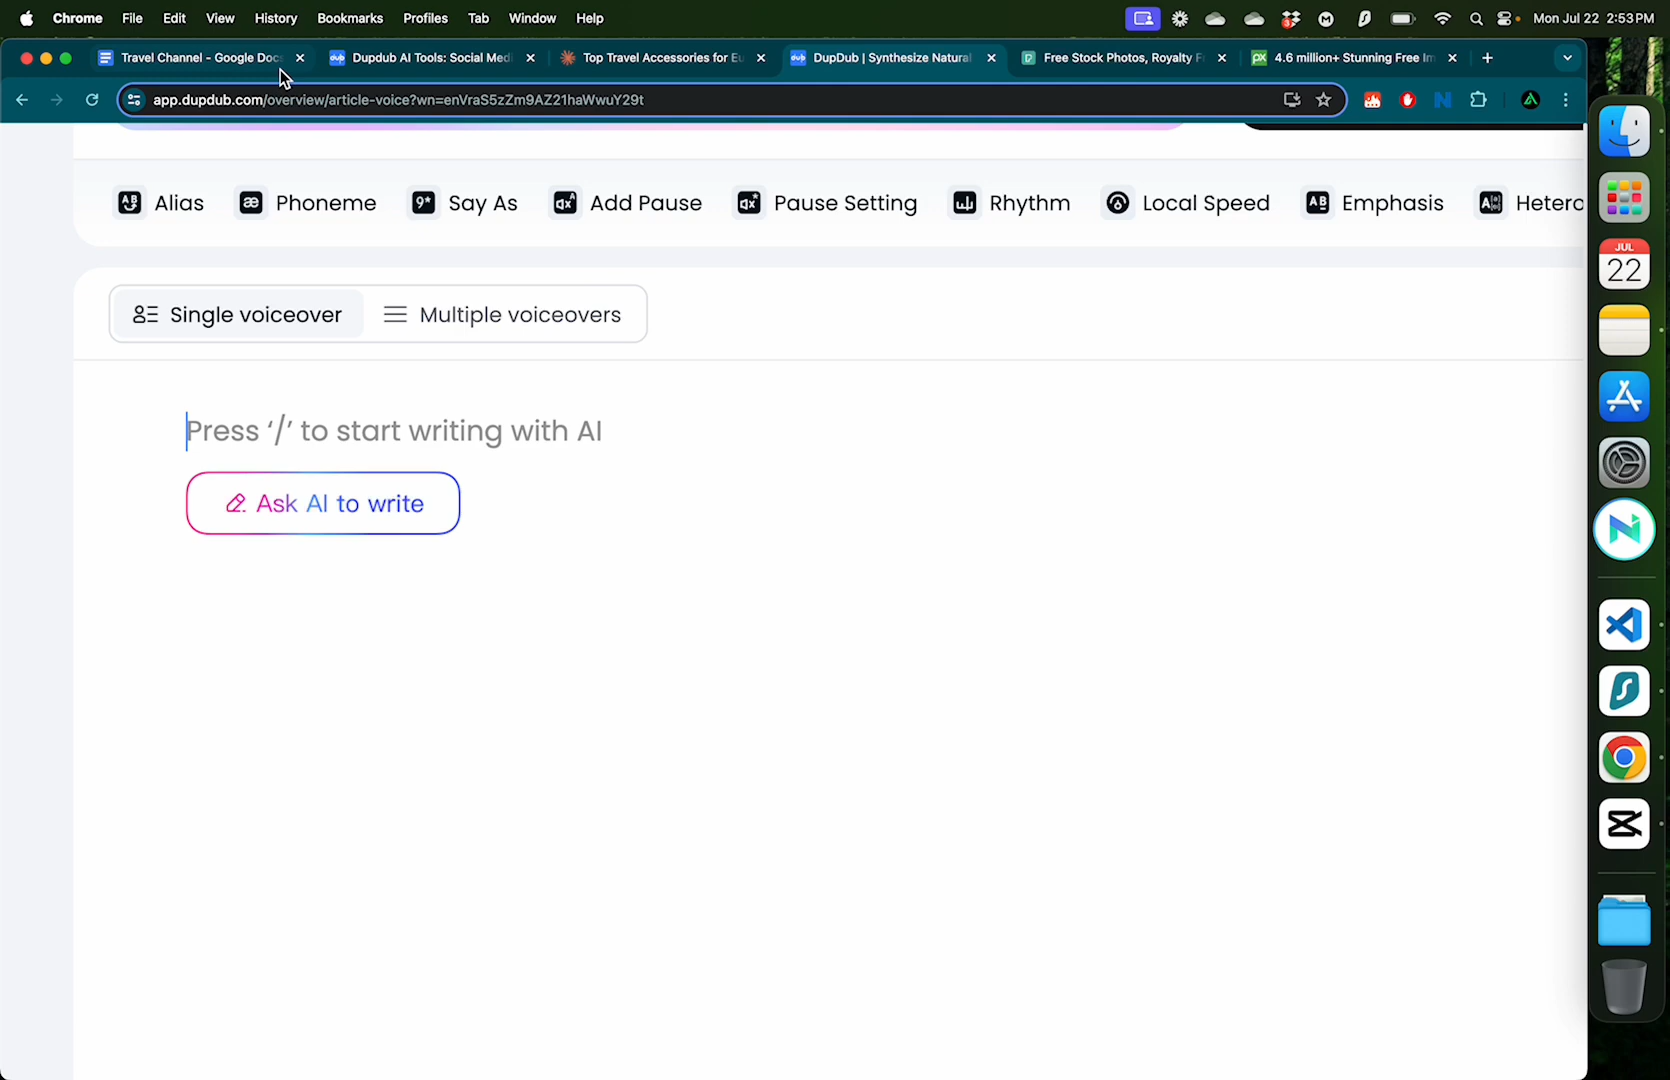 Chrome File Edit View History Bookmarks Profiles Tab Window Help Mon Jul 22 2:53 PM
Travel Channel - Google Docs Dupdub AI Tools: Social Medi Top Travel Accessories for Eu DupDub | Synthesize Natural Free Stock Photos, Royalty F 4.6 million+ Stunning Free Im
app.dupdub.com/overview/article-voice?wn=enVraS5zZm9AZ21haWwuY29t
Alias Phoneme Say As Add Pause Pause Setting Rhythm Local Speed Emphasis Hetero
Single voiceover Multiple voiceovers
Press ‘/’ to start writing with AI
Ask AI to write
JUL
22